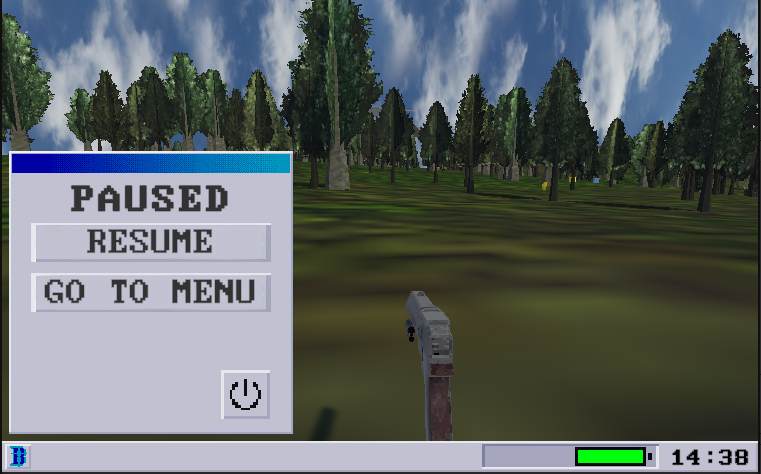 PAUSED
RESUME
GO TO MENU
B 14:38